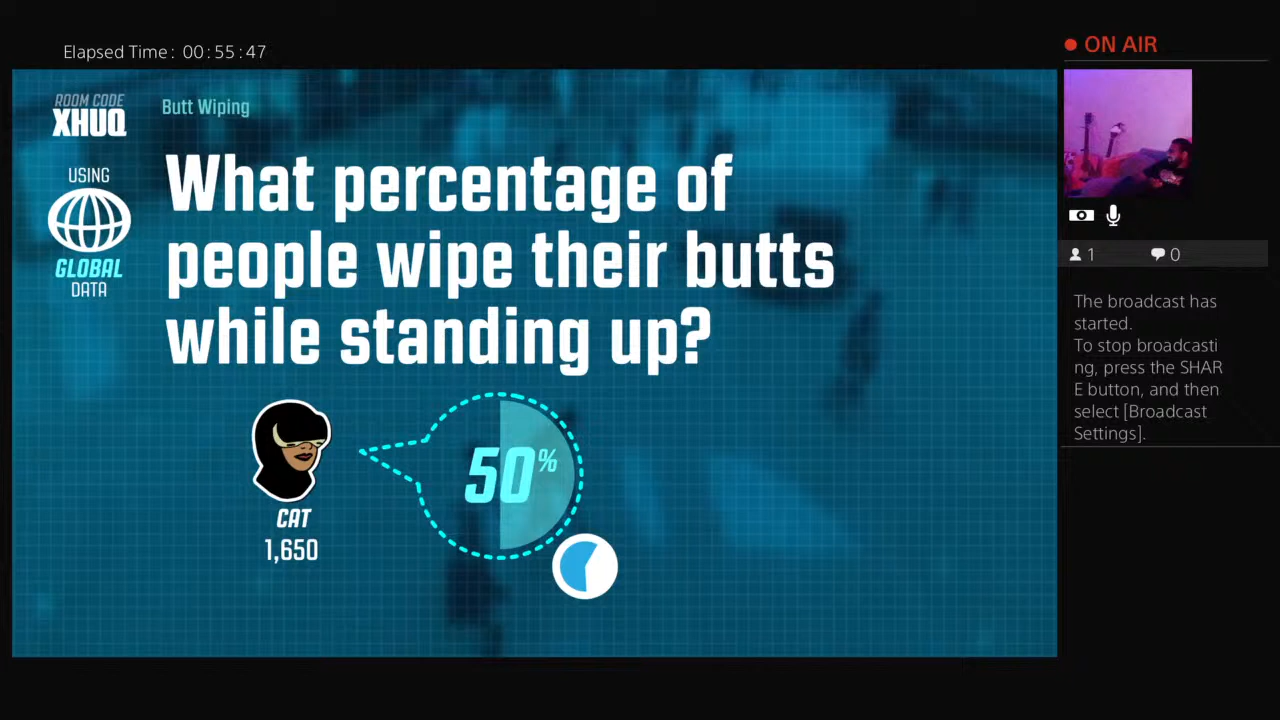 Elapsed Time: 00:55:47
ON AIR
ROOM CODE
XHUQ
Butt Wiping
USING
GLOBAL
DATA
What percentage of
people wipe their butts
while standing up?
50%
CAT
1,650
1
0
The broadcast has
started.
To stop broadcasti
ng, press the SHAR
E button, and then
select [Broadcast
Settings].